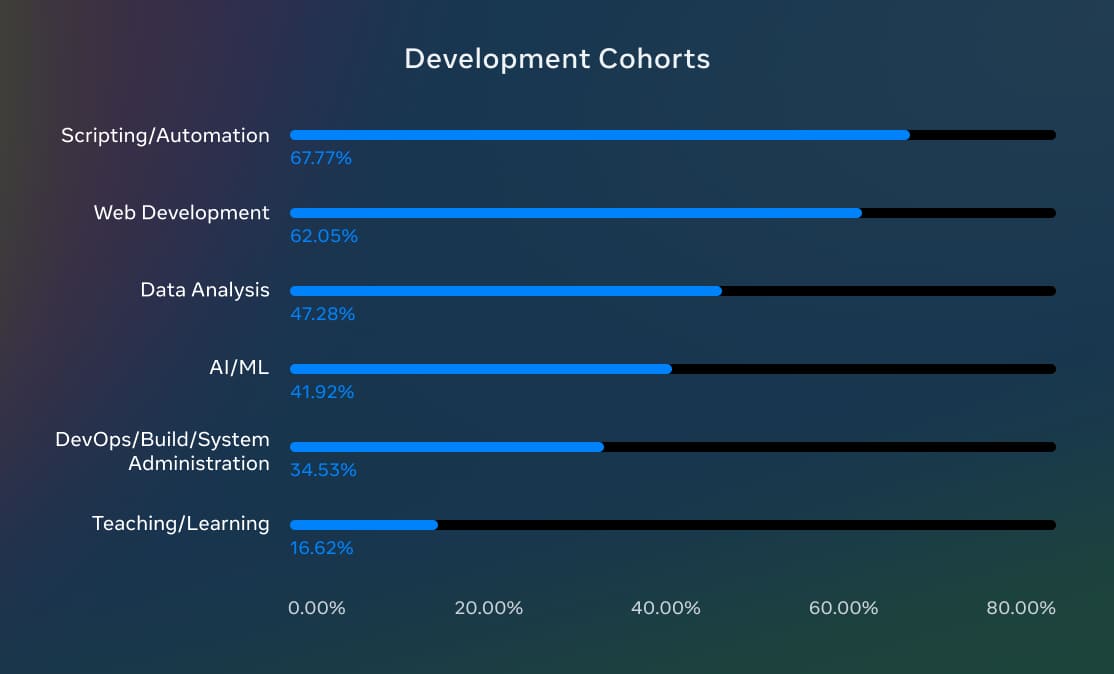 Development Cohorts
Scripting/Automation
67.77%
Web Development
62.05%
Data Analysis
47.28%
AI/ML
41.92%
DevOps/Build/System
Administration
34.53%
Teaching/Learning
16.62%
0.00% 20.00% 40.00% 60.00% 80.00%